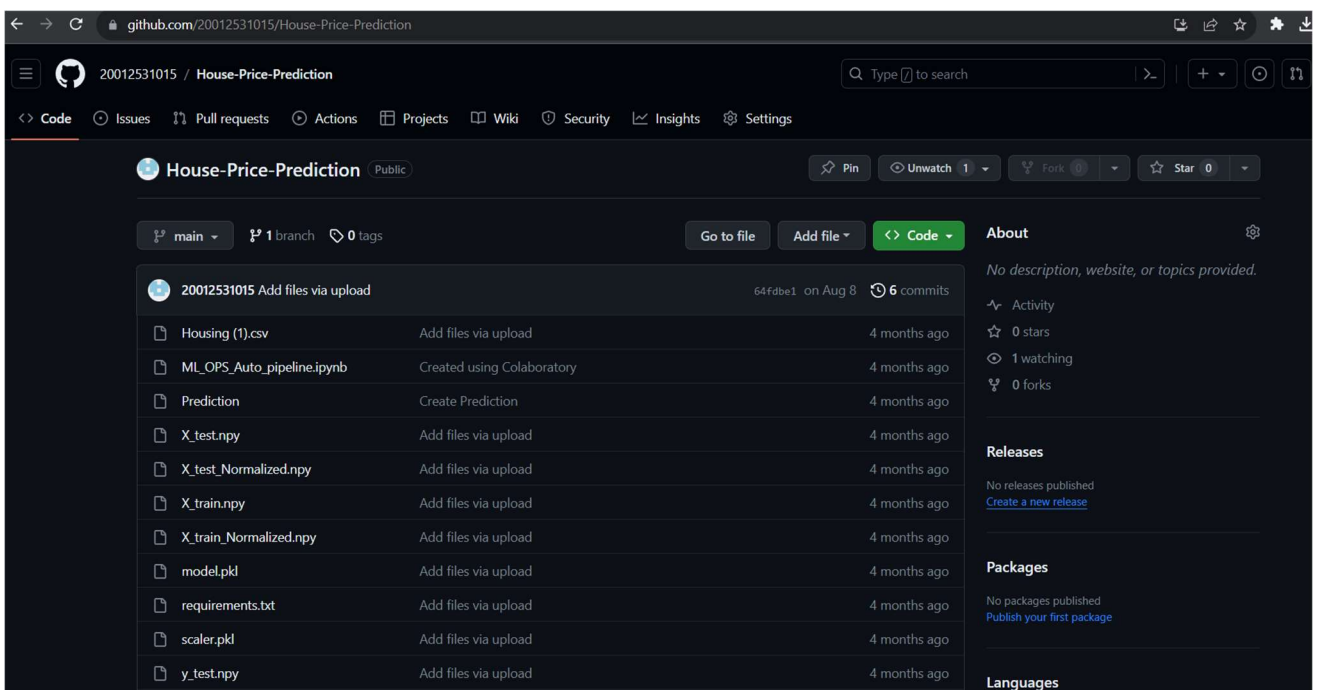 github.com/20012531015/House-Price-Prediction
20012531015 / House-Price-Prediction
Type / to search
Code Issues Pull requests Actions Projects Wiki Security Insights Settings
House-Price-Prediction Public
Pin Unwatch 1 Fork 0 Star 0
main 1 branch 0 tags Go to file Add file Code
20012531015 Add files via upload 64fdbe1 on Aug 8 6 commits
Housing (1).csv Add files via upload 4 months ago
ML_OPS_Auto_pipeline.ipynb Created using Colaboratory 4 months ago
Prediction Create Prediction 4 months ago
X_test.npy Add files via upload 4 months ago
X_test_Normalized.npy Add files via upload 4 months ago
X_train.npy Add files via upload 4 months ago
X_train_Normalized.npy Add files via upload 4 months ago
model.pkl Add files via upload 4 months ago
requirements.txt Add files via upload 4 months ago
scaler.pkl Add files via upload 4 months ago
y_test.npy Add files via upload 4 months ago
About
No description, website, or topics provided.
Activity
0 stars
1 watching
0 forks
Releases
No releases published
Create a new release
Packages
No packages published
Publish your first package
Languages